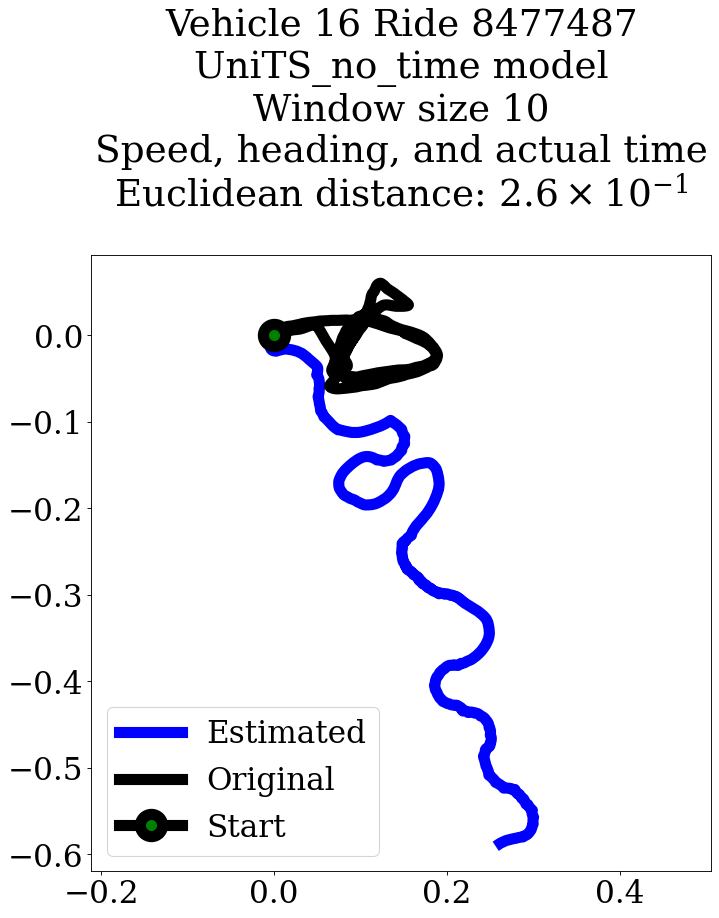 Vehicle 16 Ride 8477487
UniTS_no_time model
Window size 10
Speed, heading, and actual time
Euclidean distance: 2.6 × 10⁻¹
0.0
−0.1
−0.2
−0.3
−0.4
−0.5
−0.6
Estimated
Original
Start
−0.2
0.0
0.2
0.4